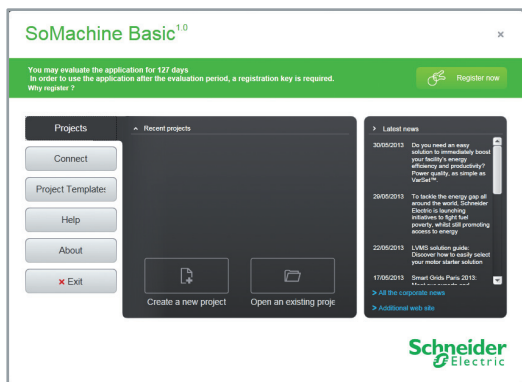 SoMachine Basic1.0
You may evaluate the application for 127 days
In order to use the application after the evaluation period, a registration key is required.
Why register ?
Register now
Projects
Connect
Project Templates
Help
About
Exit
Recent projects
Create a new project
Open an existing proje
Latest news
30/05/2013
Do you need an easy
solution to immediately boost
your facility's energy
efficiency and productivity?
Power quality, as simple as
VarSet™.
29/05/2013
To tackle the energy gap all
around the world, Schneider
Electric is launching
initiatives to fight fuel
poverty, whilst still promoting
access to energy
22/05/2013
LVMS solution guide:
Discover how to easily select
your motor starter solution
17/05/2013
Smart Grids Paris 2013:
> All the corporate news
> Additional web site
Schneider
Electric